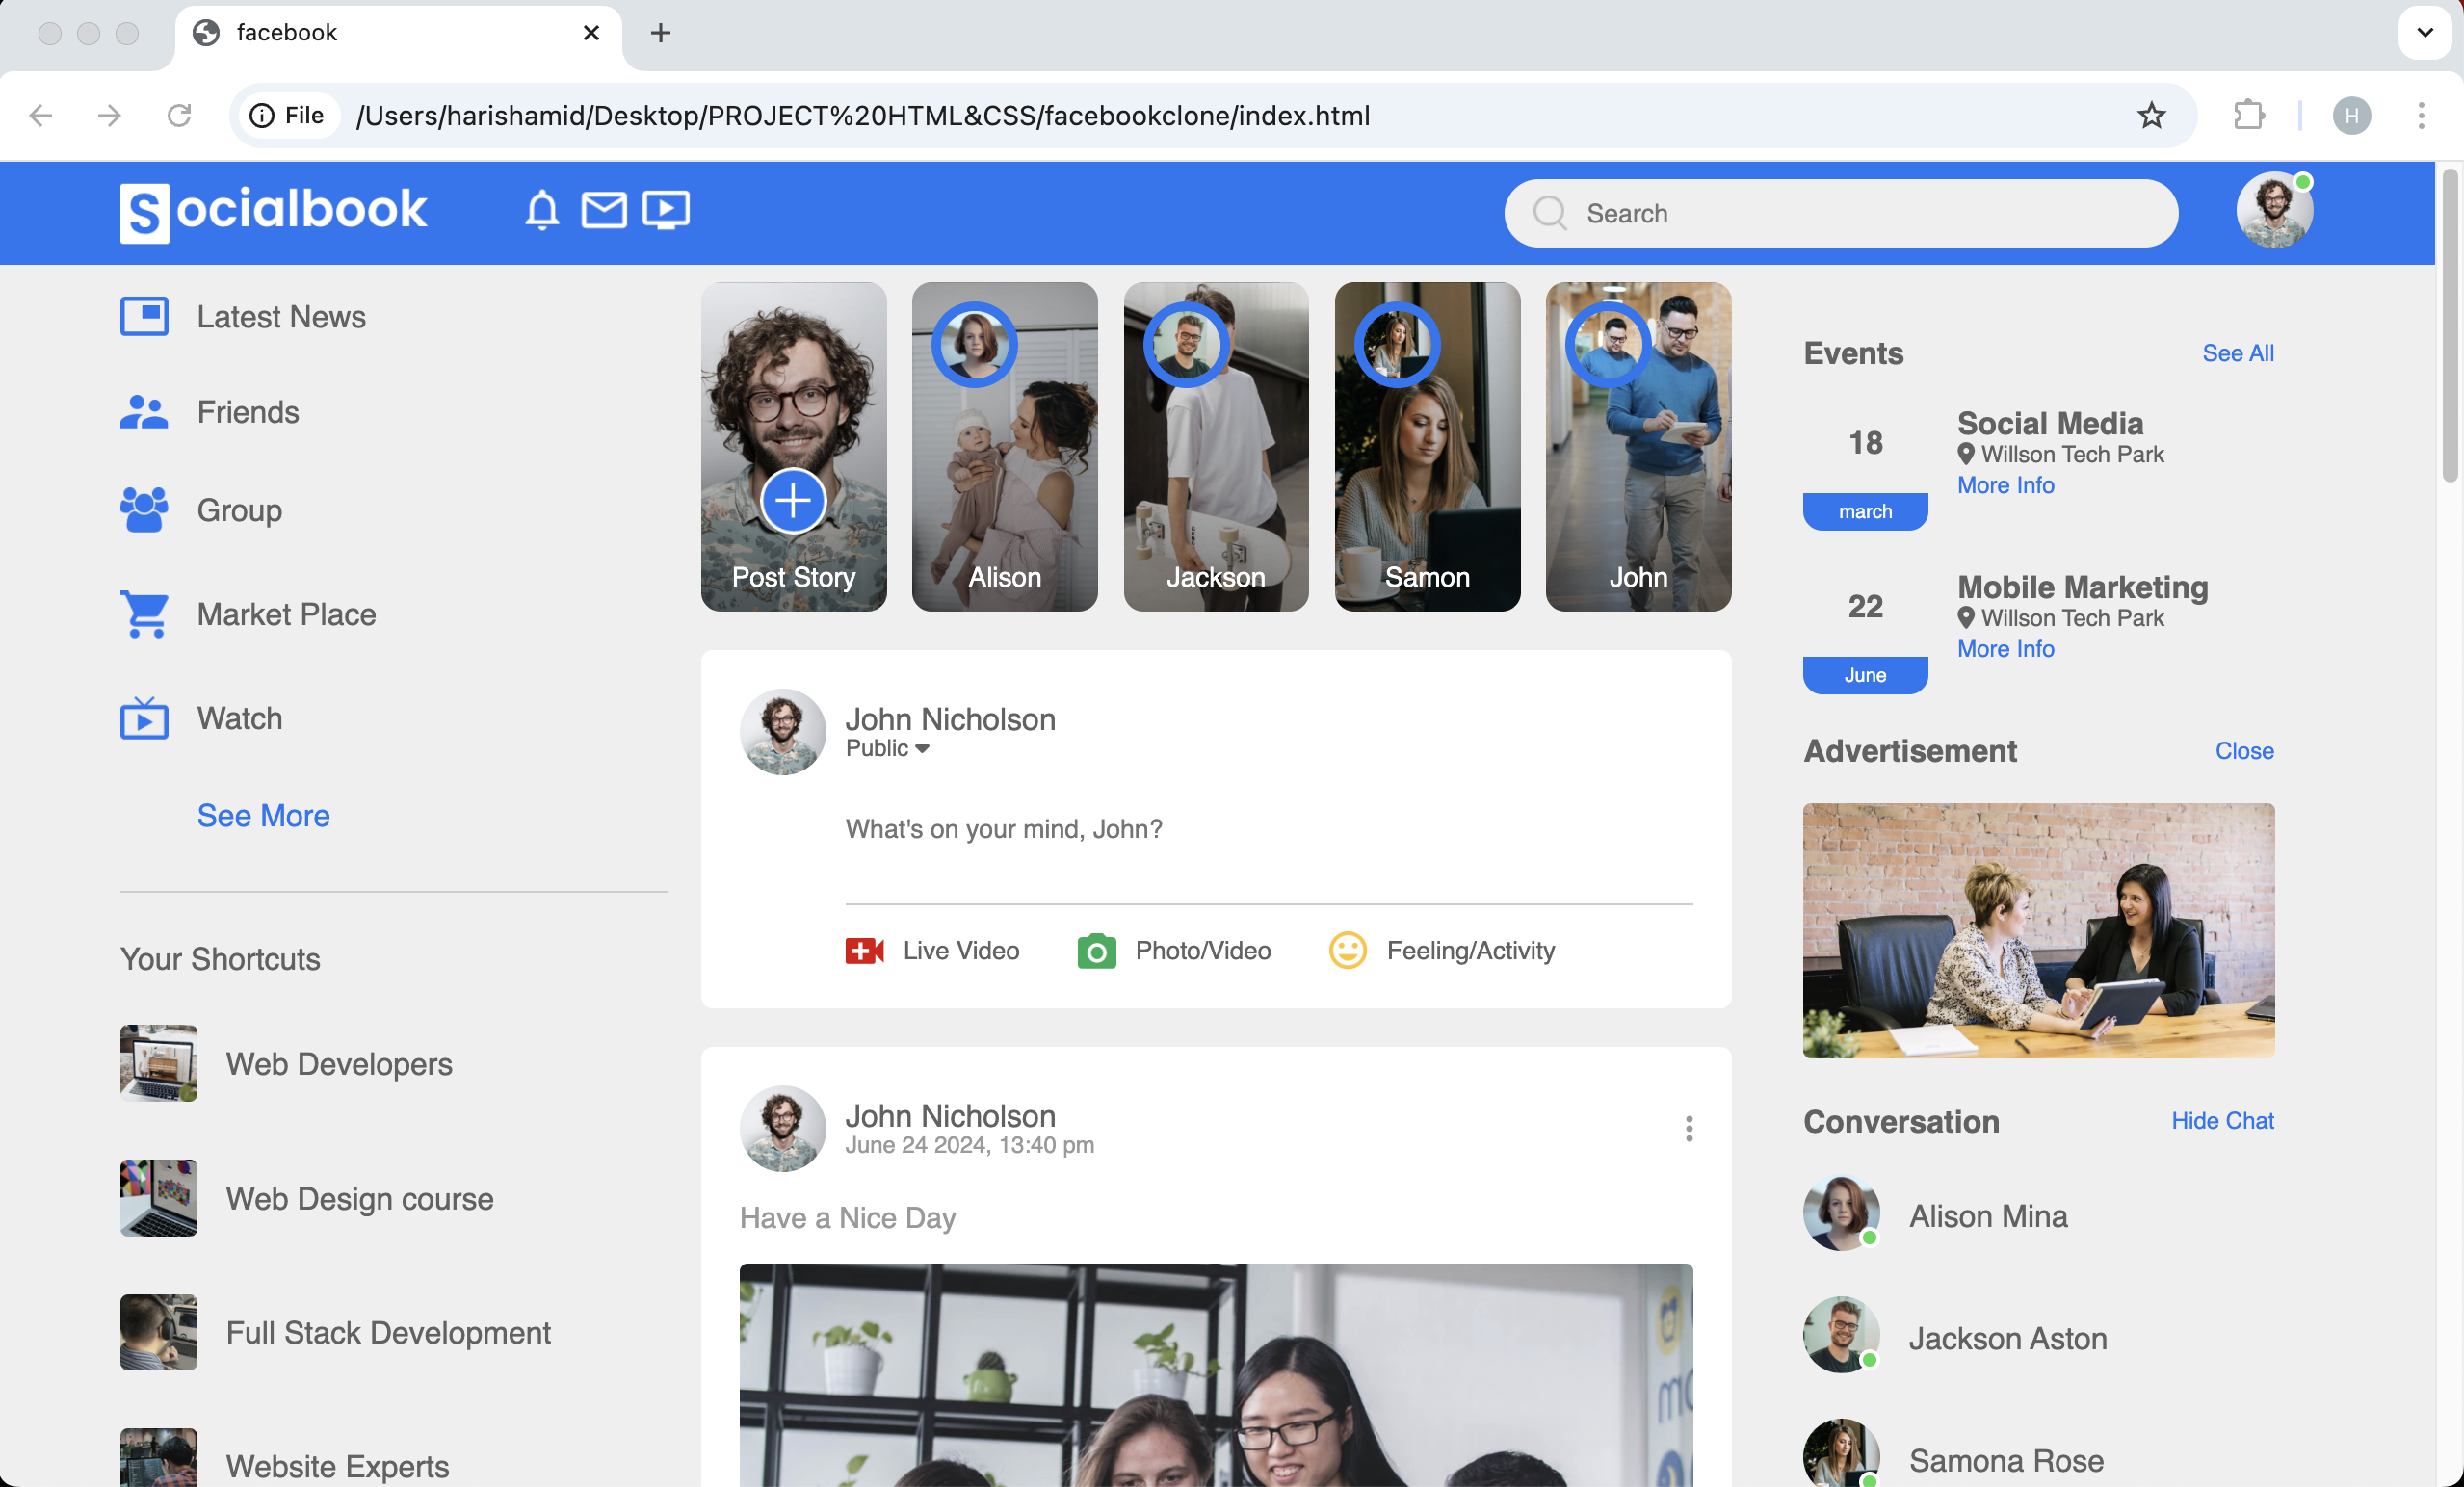 facebook
File /Users/harishamid/Desktop/PROJECT%20HTML&CSS/facebookclone/index.html
H
Socialbook
Search
Latest News
Friends
Group
Market Place
Watch
See More
Your Shortcuts
Web Developers
Web Design course
Full Stack Development
Website Experts
Post Story
Alison
Jackson
Samon
John
John Nicholson
Public
What's on your mind, John?
Live Video
Photo/Video
Feeling/Activity
John Nicholson
June 24 2024, 13:40 pm
Have a Nice Day
Events
See All
18
march
Social Media
Willson Tech Park
More Info
22
June
Mobile Marketing
Willson Tech Park
More Info
Advertisement
Close
Conversation
Hide Chat
Alison Mina
Jackson Aston
Samona Rose